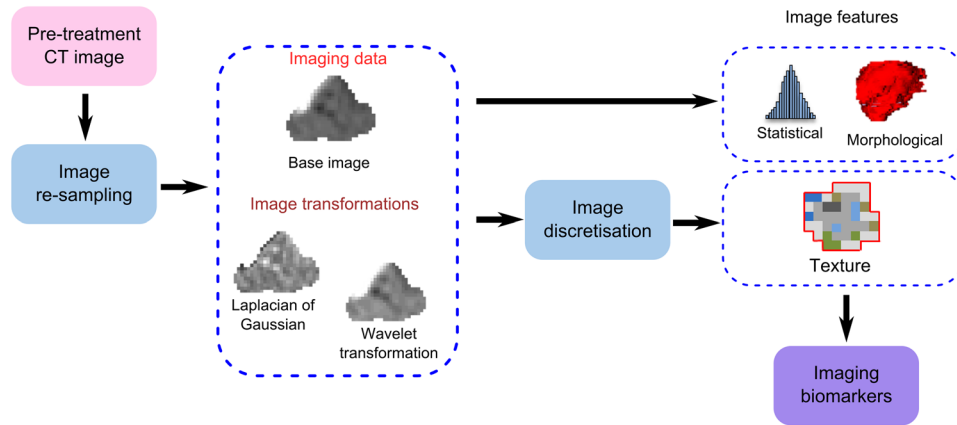 Pre-treatment
CT image
Image
re-sampling
Imaging data
Base image
Image transformations
Laplacian of
Gaussian
Wavelet
transformation
Image
discretisation
Image features
Statistical
Morphological
Texture
Imaging
biomarkers